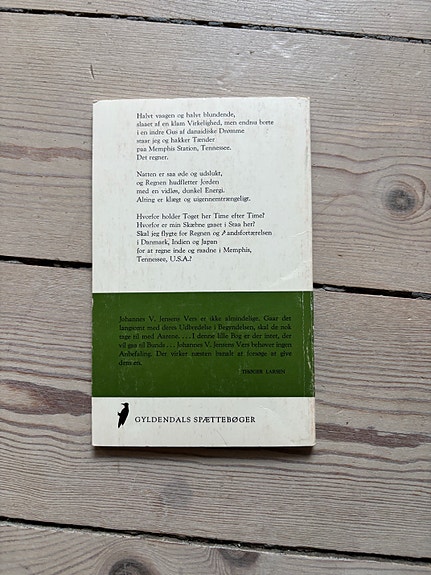 Halvt vaagen og halvt blundende,
slaaet af en klam Virkelighed, men endnu borte
i en indre Gus af danaidiske Drømme
staar jeg og hakker Tænder
paa Memphis Station, Tennessee.
Det regner.
Natten er saa øde og udslukt,
og Regnen hudfletter Jorden
med en vidløs, dunkel Energi.
Alting er klægt og uigennemtrængeligt.
Hvorfor holder Toget her Time efter Time?
Hvorfor er min Skæbne gaaet i Staa her?
Skal jeg flygte for Regnen og Aandsfortærelsen
i Danmark, Indien og Japan
for at regne inde og raadne i Memphis,
Tennessee, U.S.A.?
Johannes V. Jensens Vers er ikke almindelige. Gaar det
langsomt med deres Udbredelse i Begyndelsen, skal de nok
tage til med Aarene. . . . I denne lille Bog er der intet, der
vil gaa til Bunde . . . Johannes V. Jensens Vers behøver ingen
Anbefaling. Det virker næsten banalt at forsøge at give
dem en.
THØGER LARSEN
GYLDENDALS SPÆTTEBØGER